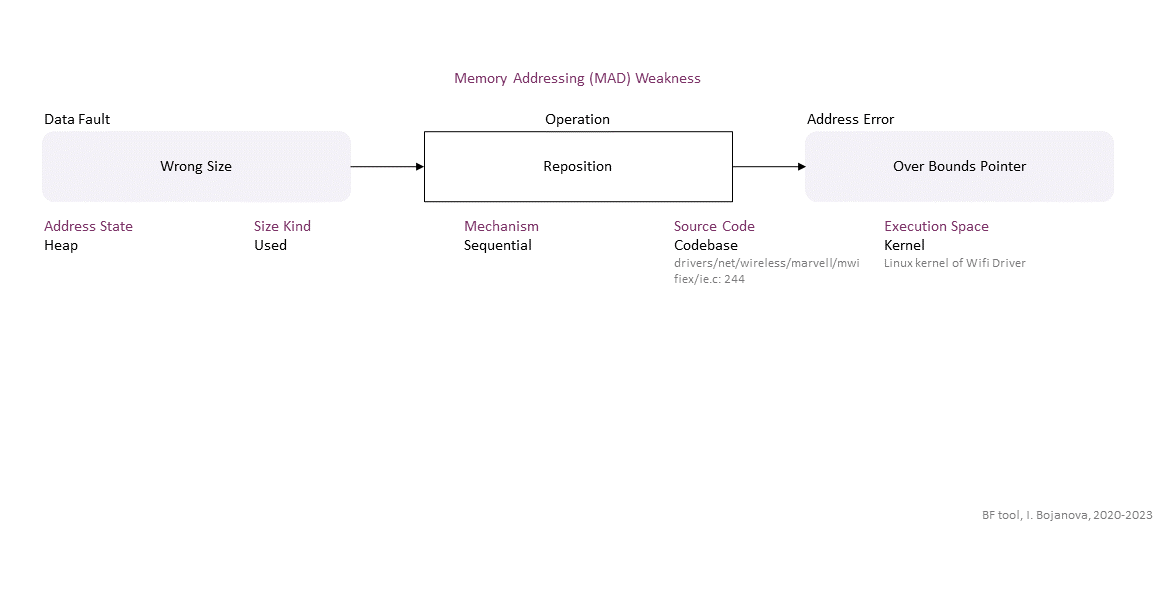 Memory Addressing (MAD) Weakness
Data Fault
Operation
Address Error
Wrong Size
Reposition
Over Bounds Pointer
Address State
Heap
Size Kind
Used
Mechanism
Sequential
Source Code
Codebase
drivers/net/wireless/marvell/mwi
fiex/ie.c: 244
Execution Space
Kernel
Linux kernel of Wifi Driver
BF tool, I. Bojanova, 2020-2023